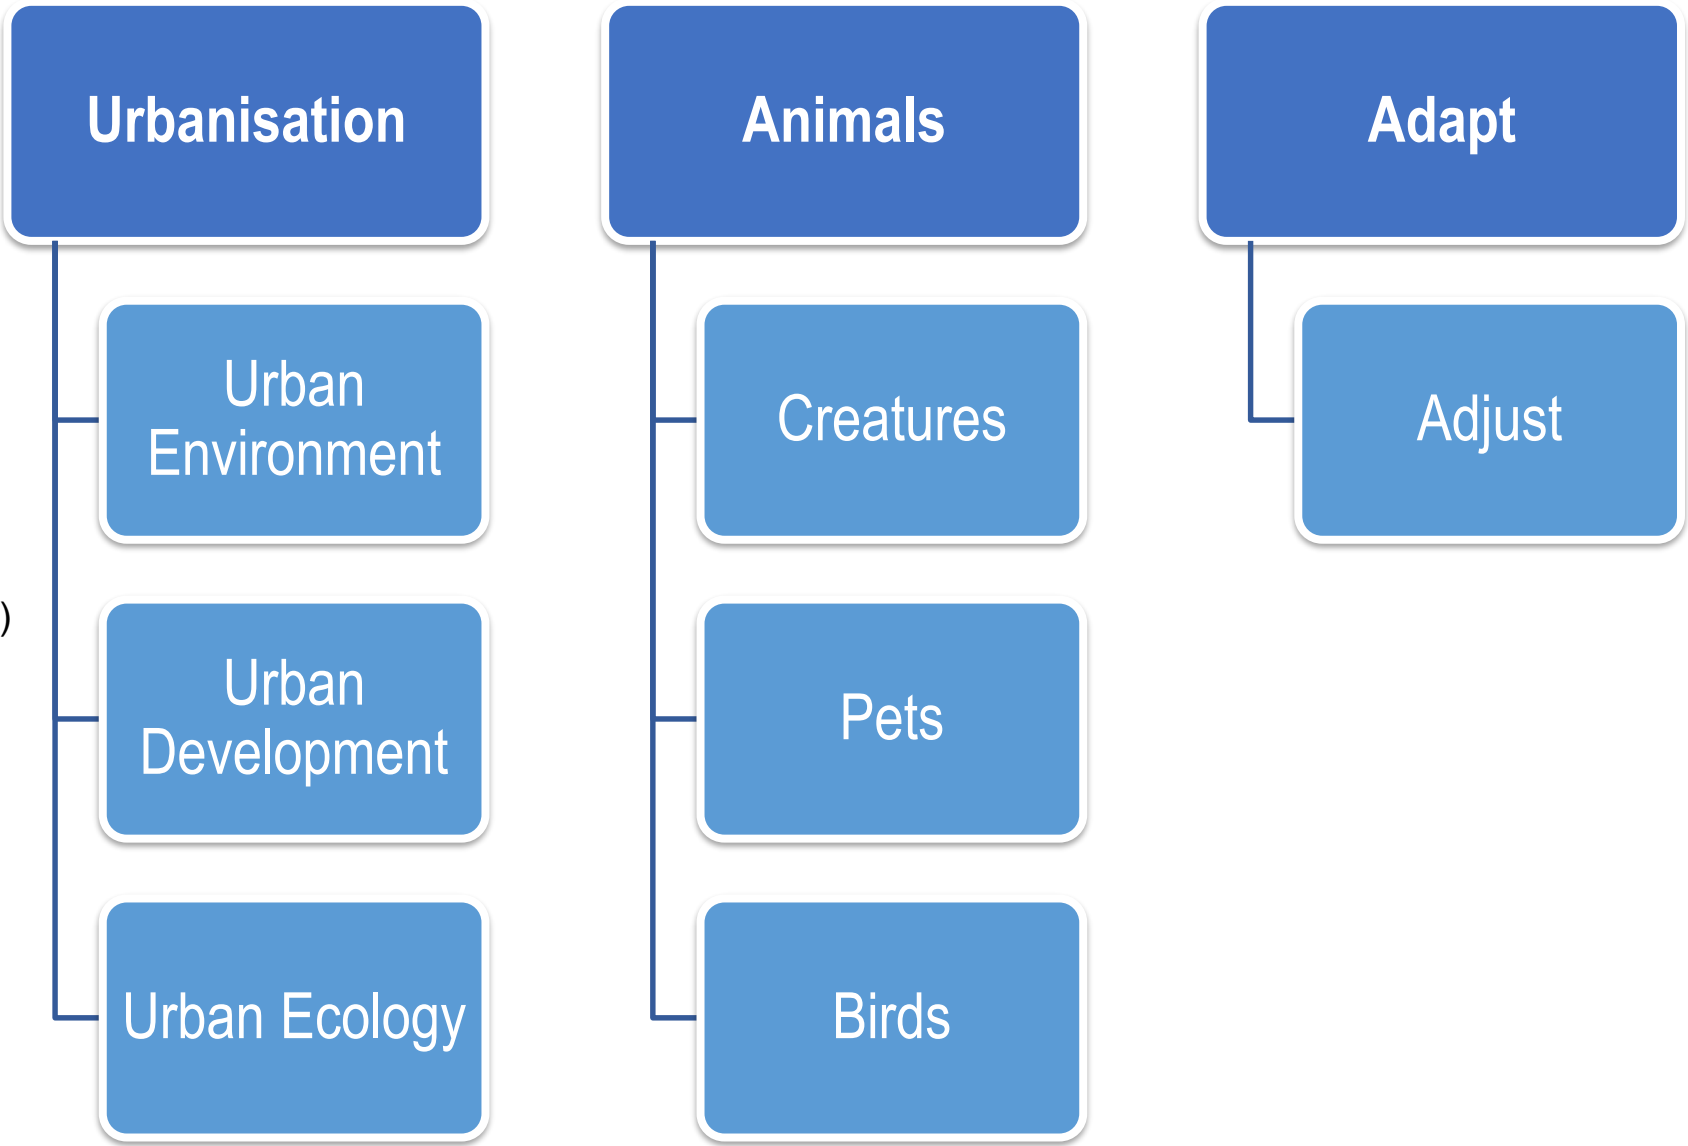 Urbanisation
Urban
Environment
)
Urban
Development
Urban Ecology
Animals
Creatures
Pets
Birds
Adapt
Adjust